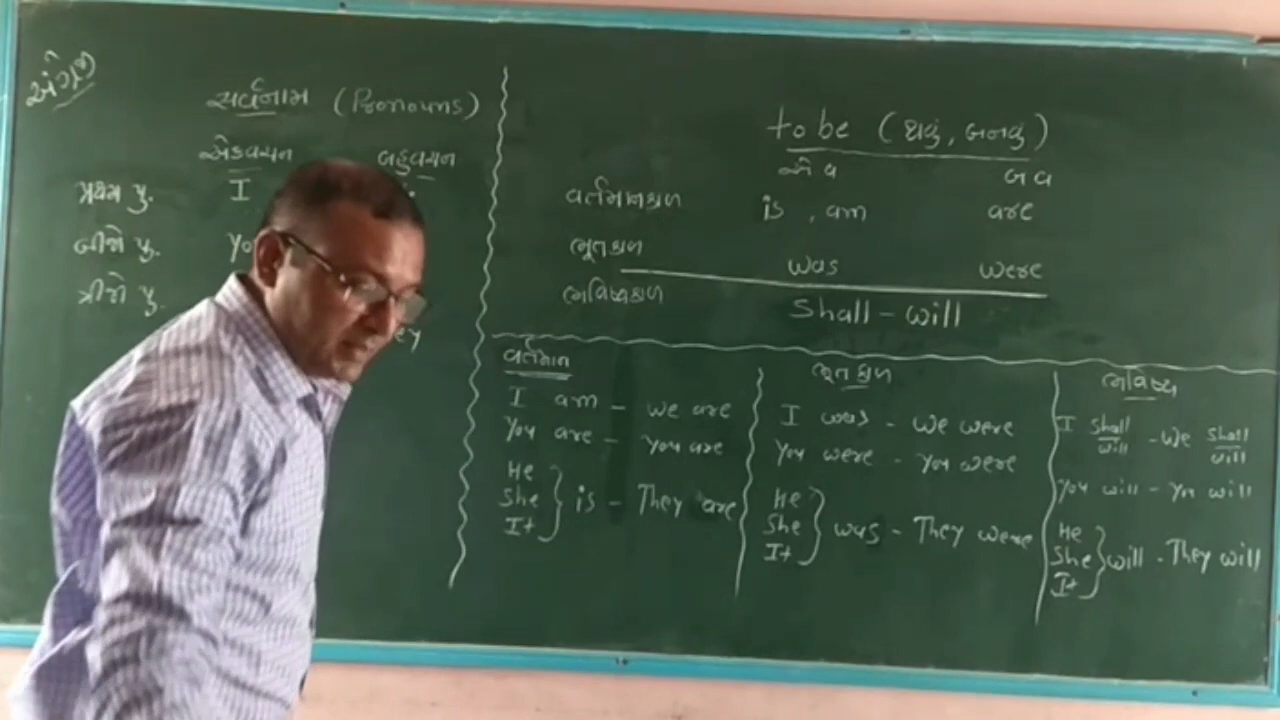 અંગ્રેજી
સર્વનામ (Pronouns)
એકવચન બહુવચન
પ્રથમ પુ. I
બીજો પુ.
ત્રીજો પુ.
to be (થવું, બનવું)
એ વ બ વ
વર્તમાનકાળ is , am are
ભૂતકાળ was were
ભવિષ્યકાળ Shall - will
વર્તમાન
I am - we are
You are - You are
He
She
It
} is - They are
ભૂતકાળ
I was - We were
You were - You were
He
She
It
} was - They were
ભવિષ્ય
I shall/will - We shall/will
You will - You will
He
She
It
} will - They will